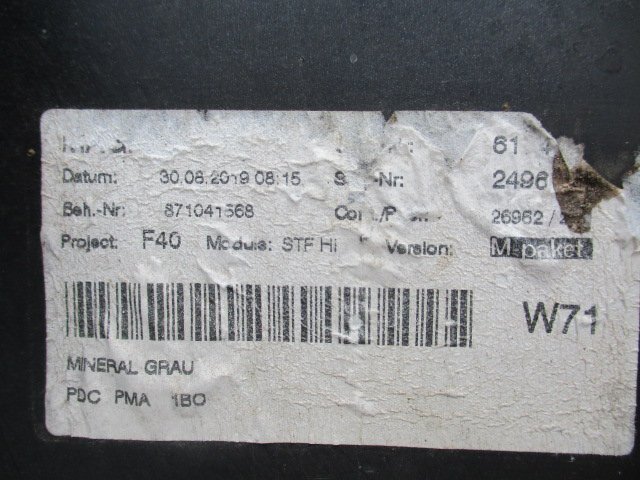 61
Datum: 30.08.2019 08:15 -Nr: 2496
Beh.-Nr: 871041568 26962 /
Project: F40 Module: STF Hi Version: M-paket
W71
MINERAL GRAU
PDC PMA 1BO